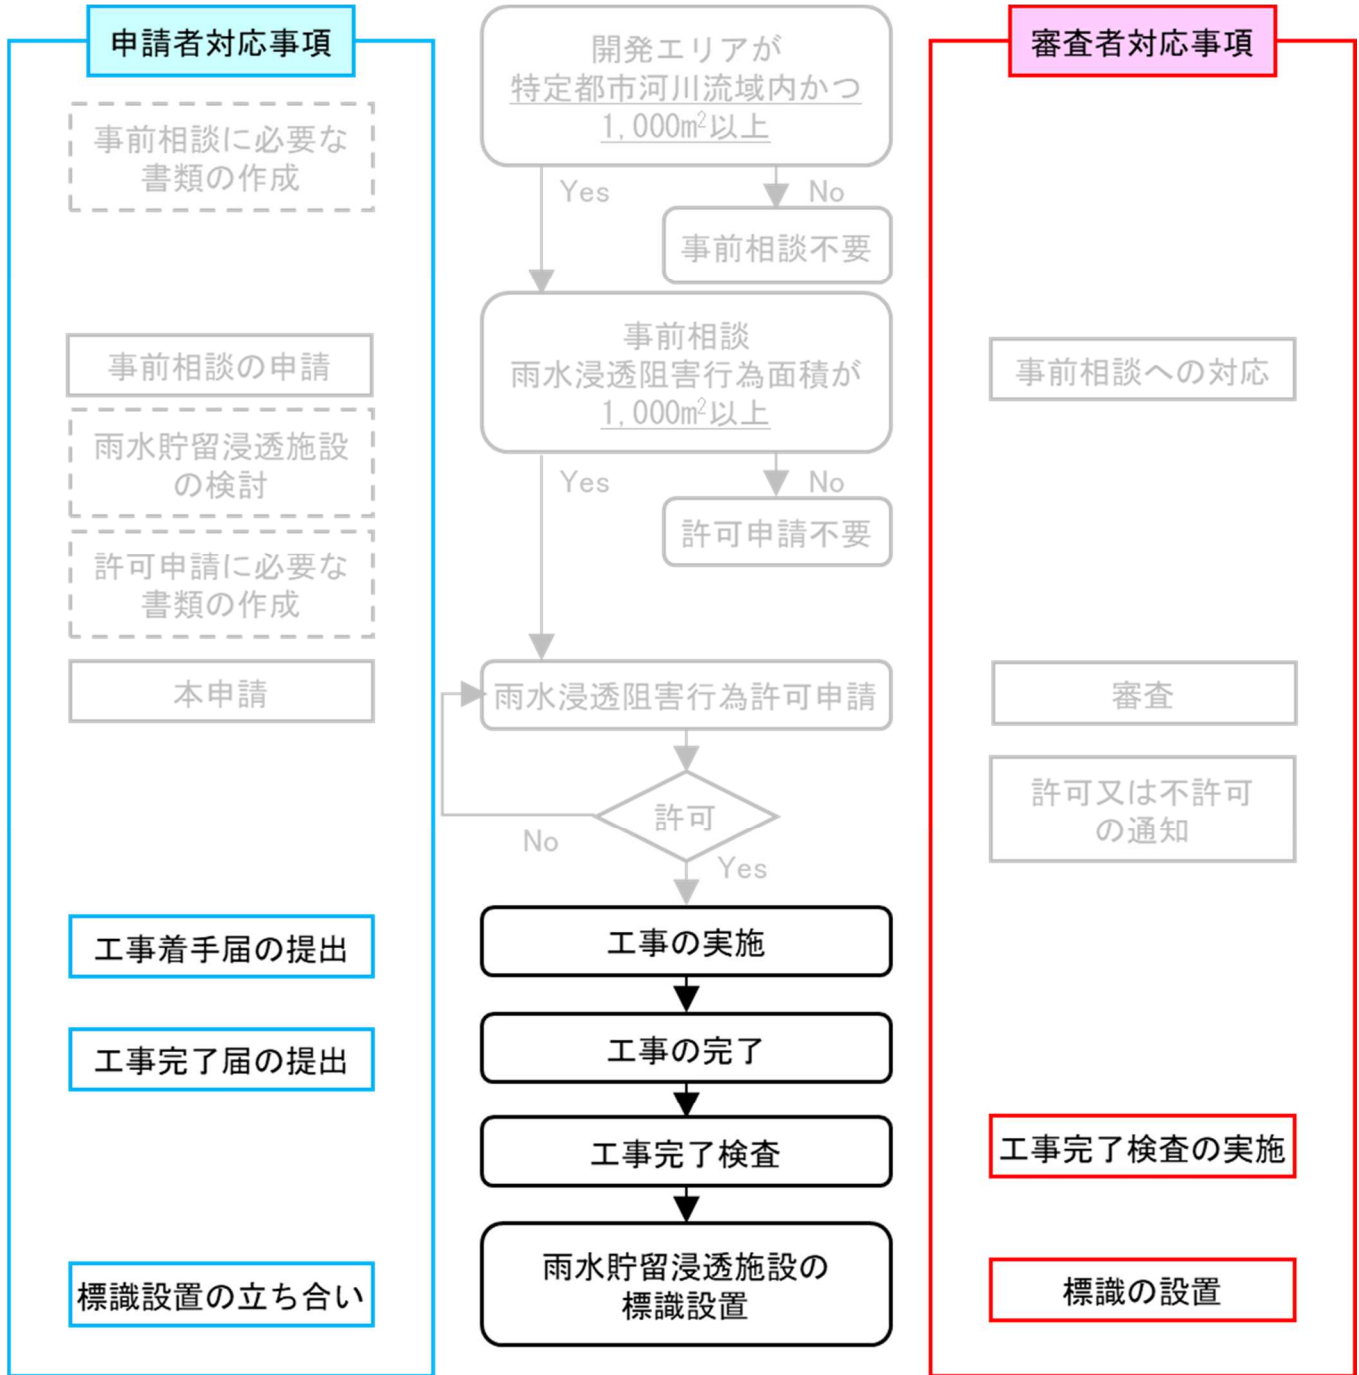 申請者対応事項
事前相談に必要な
書類の作成
事前相談の申請
雨水貯留浸透施設
の検討
許可申請に必要な
書類の作成
本申請
工事着手届の提出
工事完了届の提出
標識設置の立ち合い
開発エリアが
特定都市河川流域内かつ
1,000m²以上
Yes
No
事前相談不要
事前相談
雨水浸透阻害行為面積が
1,000m²以上
Yes
No
許可申請不要
雨水浸透阻害行為許可申請
許可
No
Yes
工事の実施
工事の完了
工事完了検査
雨水貯留浸透施設の
標識設置
審査者対応事項
事前相談への対応
審査
許可又は不許可
の通知
工事完了検査の実施
標識の設置